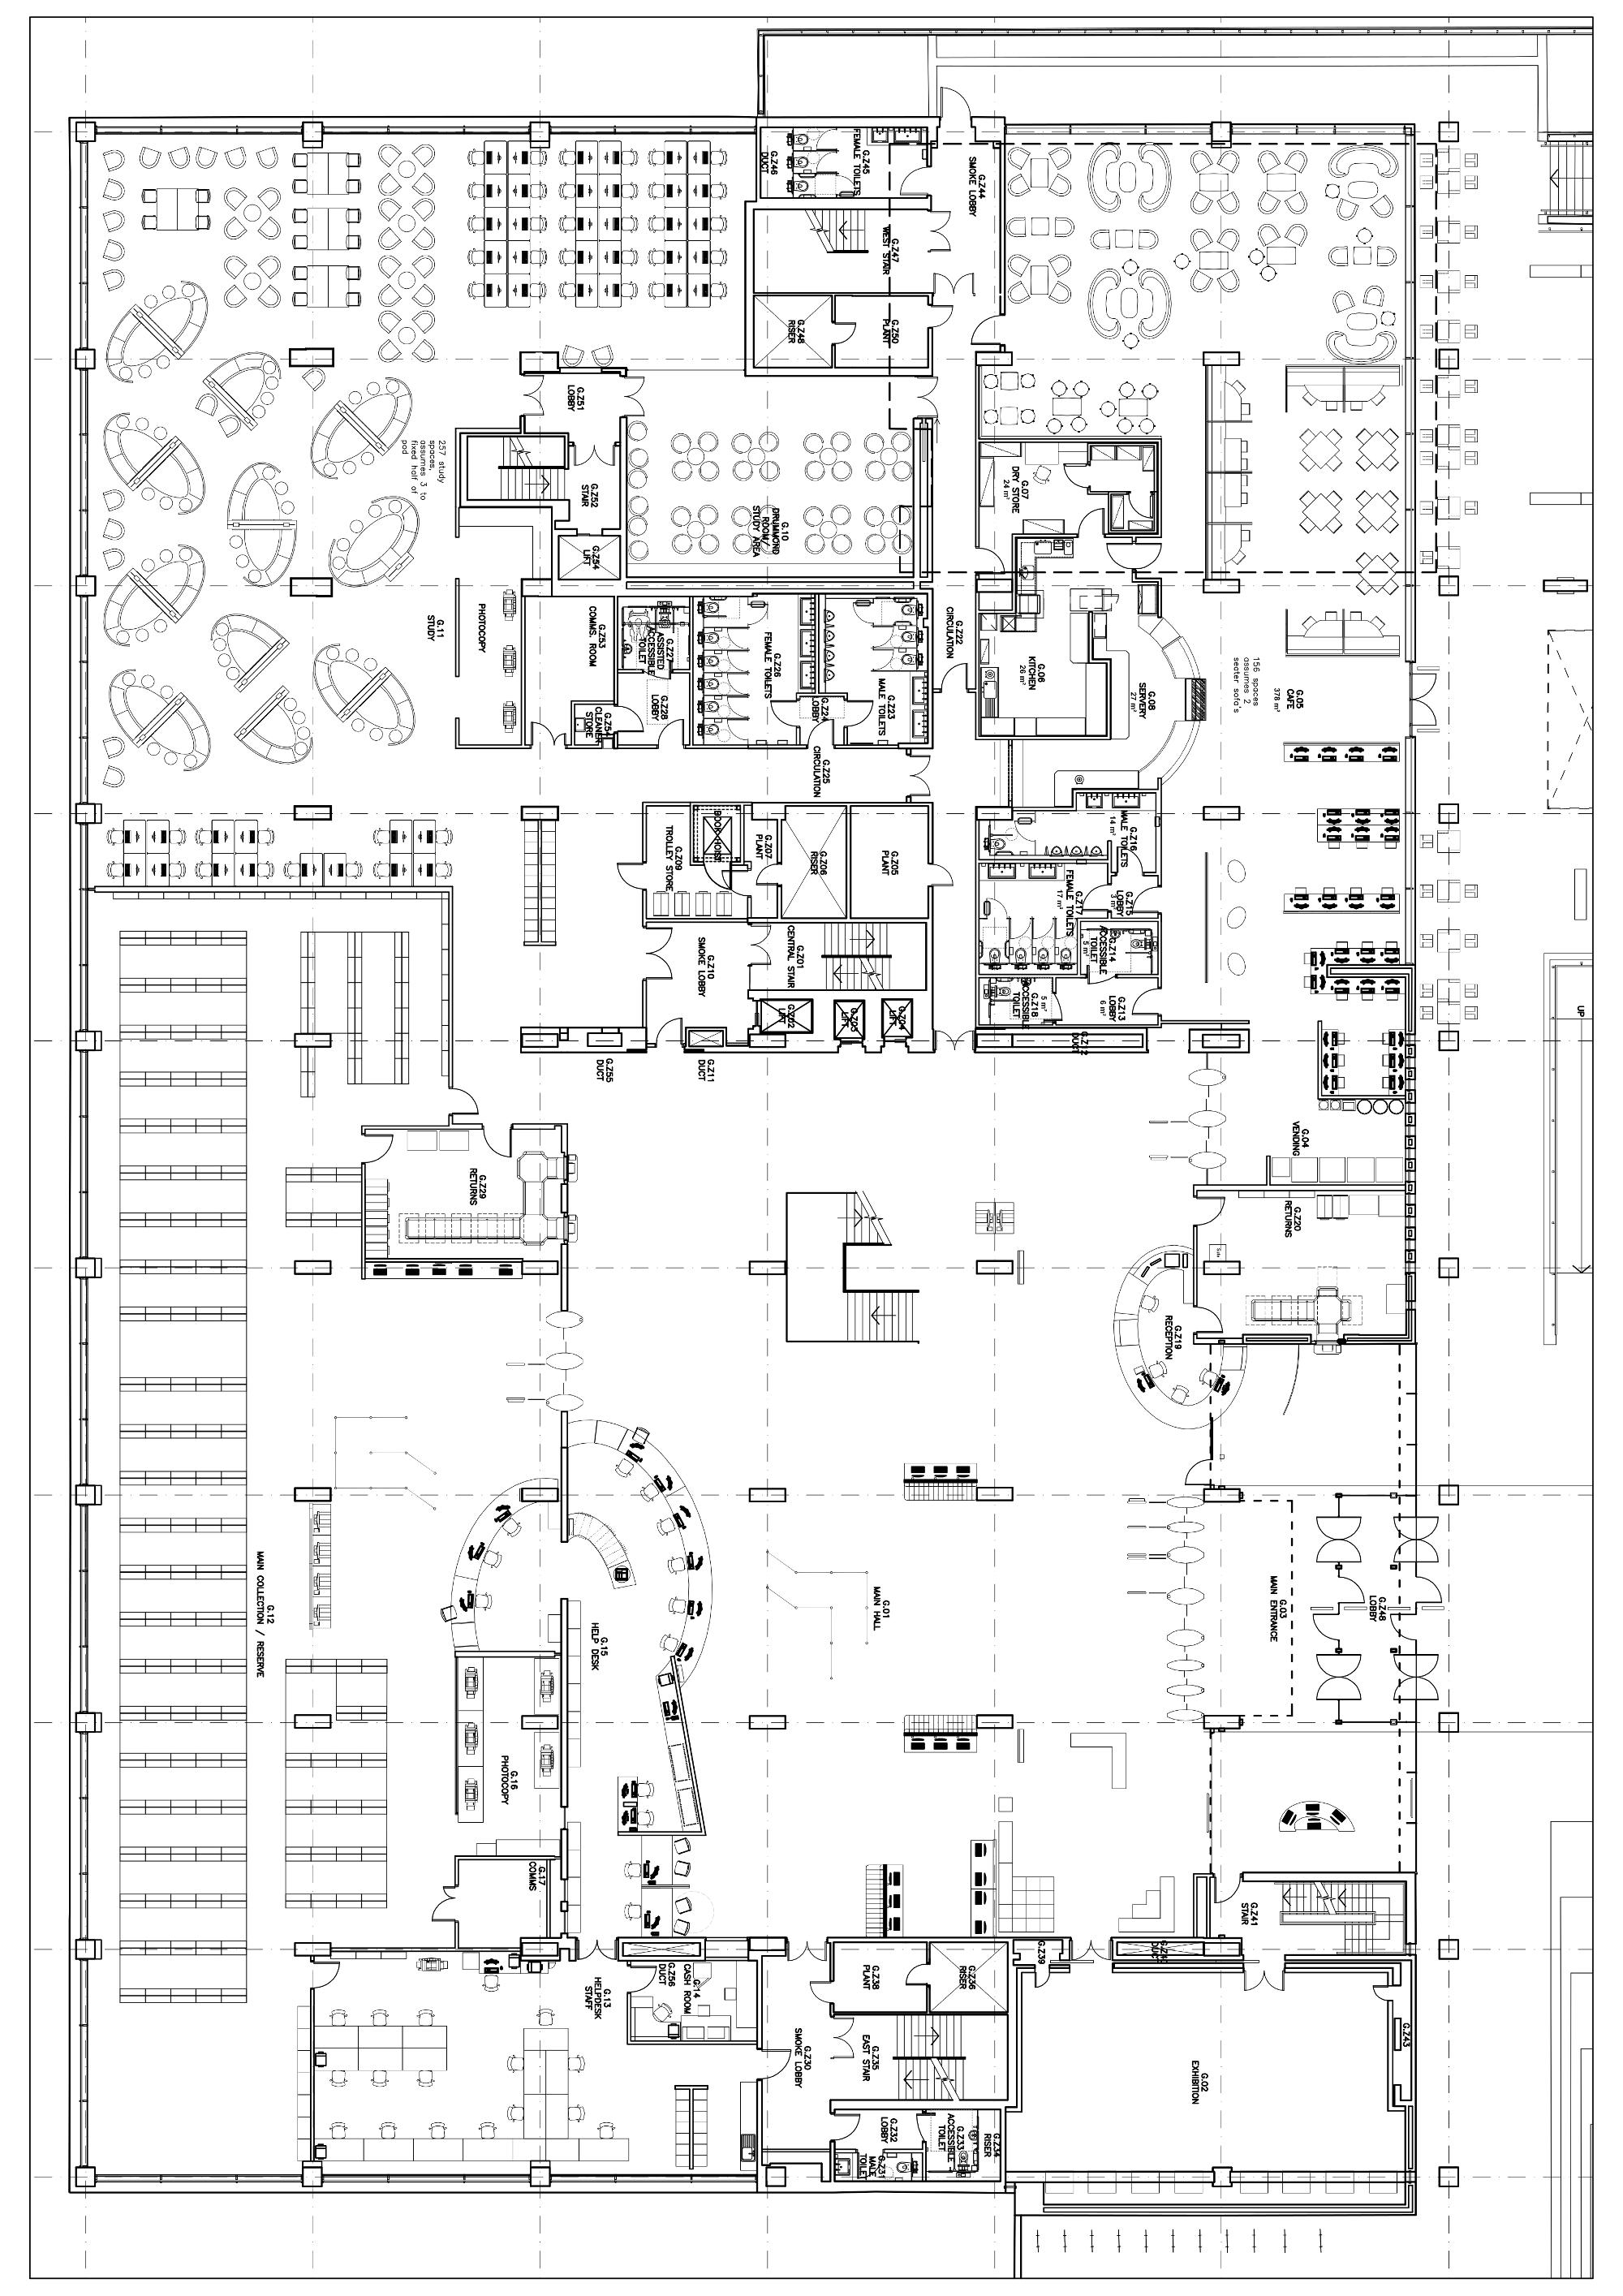 G.Z46
DUCT
G.Z45
FEMALE TOILETS
G.Z44
SMOKE LOBBY
G.Z47
WEST STAIR
G.Z48
RISER
G.Z50
PLANT
G.Z51
LOBBY
G.Z52
STAIR
G.Z54
LIFT
257 study
spaces,
assumes 3 to
fixed half of
pod
G.10
DRUMMOND
ROOM/
STUDY AREA
G.07
DRY STORE
24 m²
G.11
STUDY
PHOTOCOPY
G.Z53
COMMS. ROOM
G.Z27
ASSISTED
ACCESSIBLE
TOILET
G.Z28
LOBBY
G.Z54
CLEANER
STORE
G.Z26
FEMALE TOILETS
G.Z24
LOBBY
G.Z23
MALE TOILETS
G.Z22
CIRCULATION
G.06
KITCHEN
26 m²
G.08
SERVERY
27 m²
156 spaces
assumes 2
seater sofa's
G.05
CAFE
378 m²
G.Z25
CIRCULATION
G.Z09
TROLLEY STORE
BOOK HOIST
G.Z07
PLANT
G.Z06
RISER
G.Z05
PLANT
G.Z16
MALE TOILETS
14 m²
G.Z15
LOBBY
3 m²
G.Z17
FEMALE TOILETS
17 m²
G.Z14
ACCESSIBLE
TOILET
5 m²
G.Z10
SMOKE LOBBY
G.Z01
CENTRAL STAIR
G.Z02
LIFT
G.Z03
LIFT
G.Z04
LIFT
G.Z18
ACCESSIBLE
TOILET
5 m²
G.Z13
LOBBY
6 m²
G.Z55
DUCT
G.Z11
DUCT
G.Z12
DUCT
UP
G.04
VENDING
G.Z29
RETURNS
G.Z20
RETURNS
Safe
G.Z19
RECEPTION
G.12
MAIN COLLECTION / RESERVE
G.15
HELP DESK
G.01
MAIN HALL
G.03
MAIN ENTRANCE
G.Z48
LOBBY
G.16
PHOTOCOPY
G.17
COMMS
G.Z41
STAIR
G.13
HELPDESK
STAFF
G.Z56
DUCT
G.14
CASH ROOM
G.Z38
PLANT
G.Z36
RISER
G.Z39
DUCT
G.Z43
G.Z30
SMOKE LOBBY
G.Z35
EAST STAIR
G.02
EXHIBITION
G.Z32
LOBBY
G.Z31
MALE
TOILET
G.Z33
ACCESSIBLE
TOILET
G.Z34
RISER